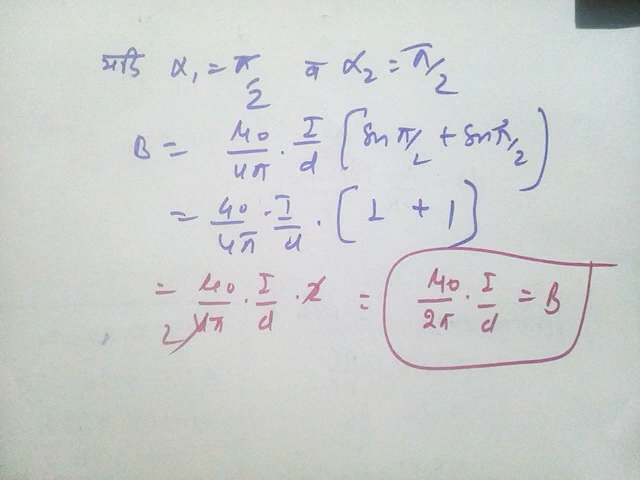 यदि α₁ = π/2 व α₂ = π/2
B = μ₀/4π · I/d [Sin π/2 + Sin π/2]
= μ₀/4π · I/d · [1 + 1]
= μ₀/4π · I/d · 2 = μ₀/2π · I/d = B
2